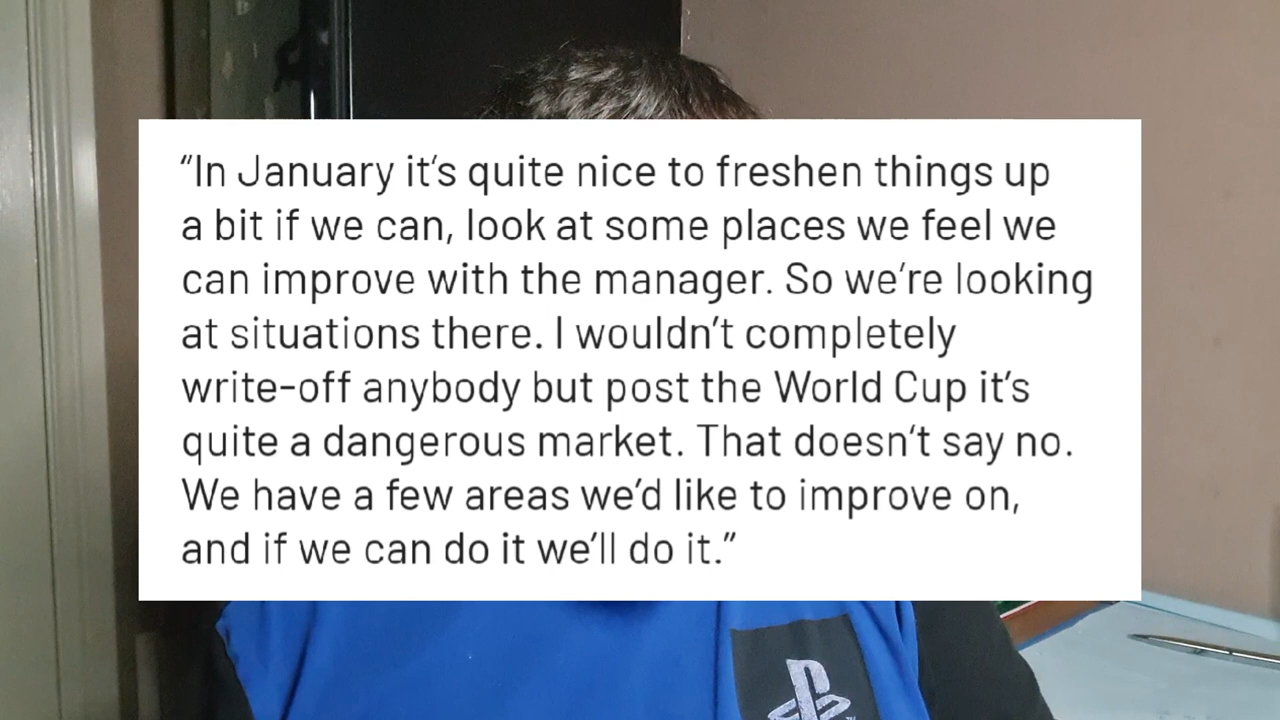 “In January it’s quite nice to freshen things up
a bit if we can, look at some places we feel we
can improve with the manager. So we’re looking
at situations there. I wouldn’t completely
write-off anybody but post the World Cup it’s
quite a dangerous market. That doesn’t say no.
We have a few areas we’d like to improve on,
and if we can do it we’ll do it.”